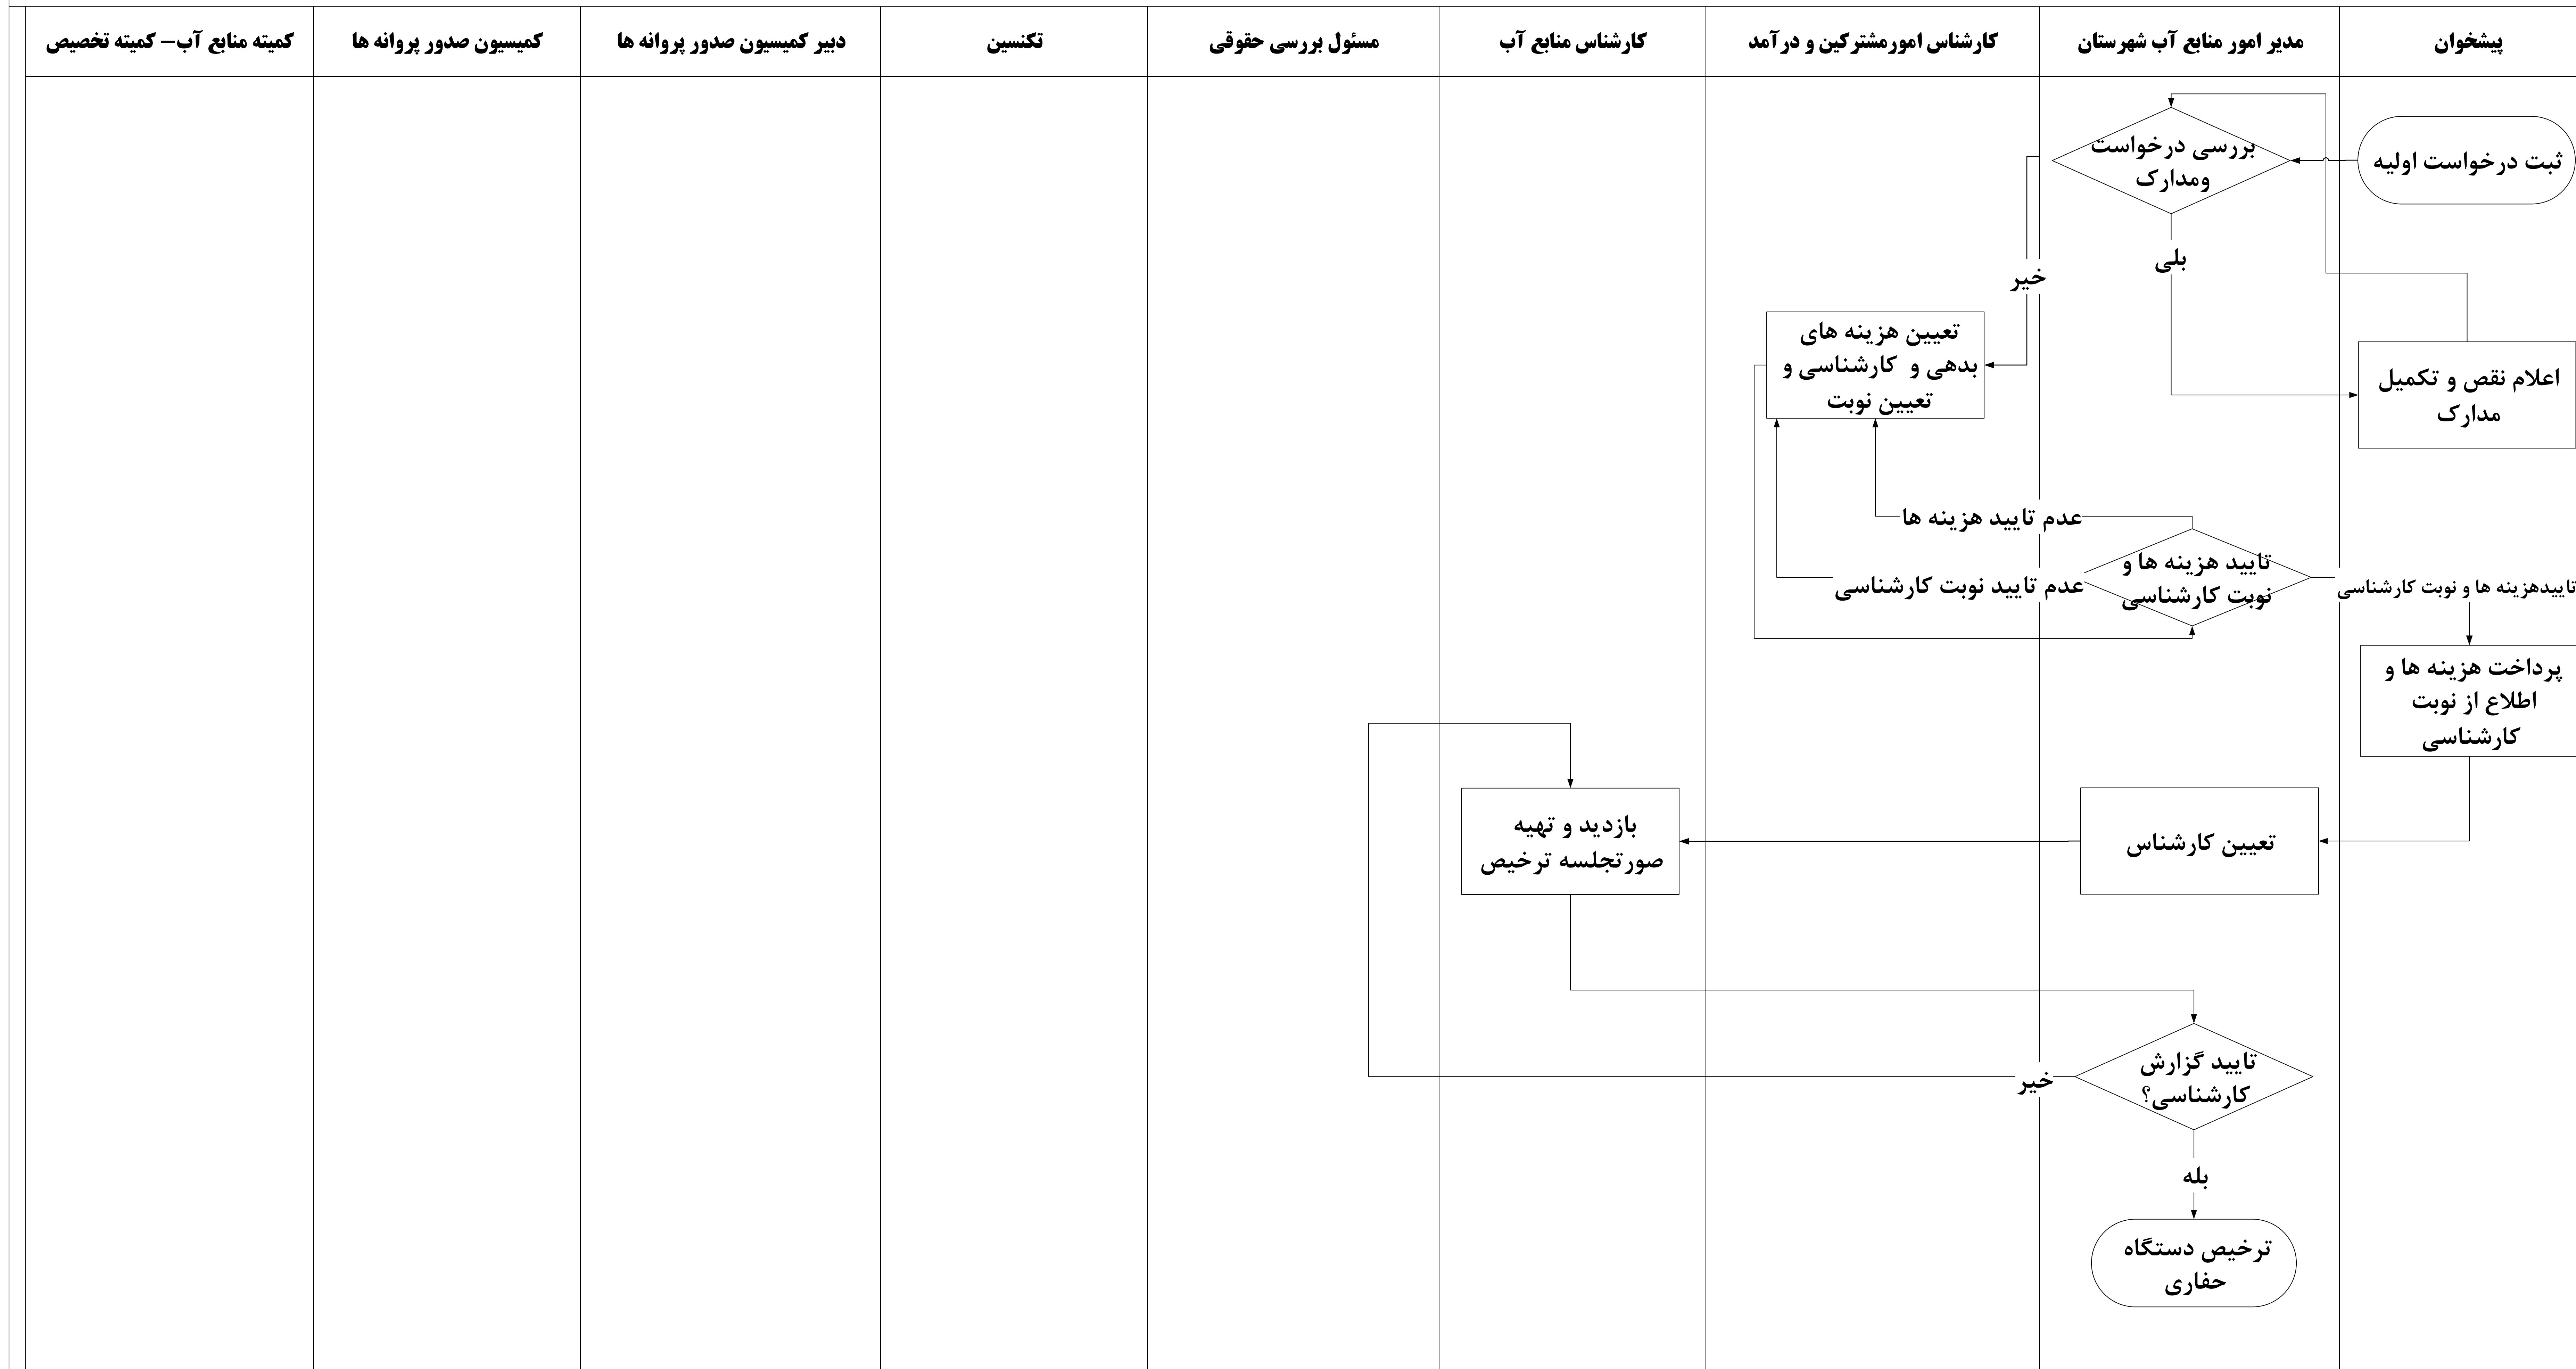 پیشخوان
مدیر امور منابع آب شهرستان
کارشناس امورمشترکین و درآمد
کارشناس منابع آب
مسئول بررسی حقوقی
تکنسین
دبیر کمیسیون صدور پروانه ها
کمیسیون صدور پروانه ها
کمیته منابع آب– کمیته تخصیص
ثبت درخواست اولیه
بررسی درخواست
ومدارک
بلی
خیر
اعلام نقص و تکمیل
مدارک
تعیین هزینه های
بدهی و کارشناسی و
تعیین نوبت
عدم تایید هزینه ها
تایید هزینه ها و
نوبت کارشناسی
عدم تایید نوبت کارشناسی
تاییدهزینه ها و نوبت کارشناسی
پرداخت هزینه ها و
اطلاع از نوبت
کارشناسی
تعیین کارشناس
بازدید و تهیه
صورتجلسه ترخیص
تایید گزارش
کارشناسی؟
خیر
بله
ترخیص دستگاه
حفاری